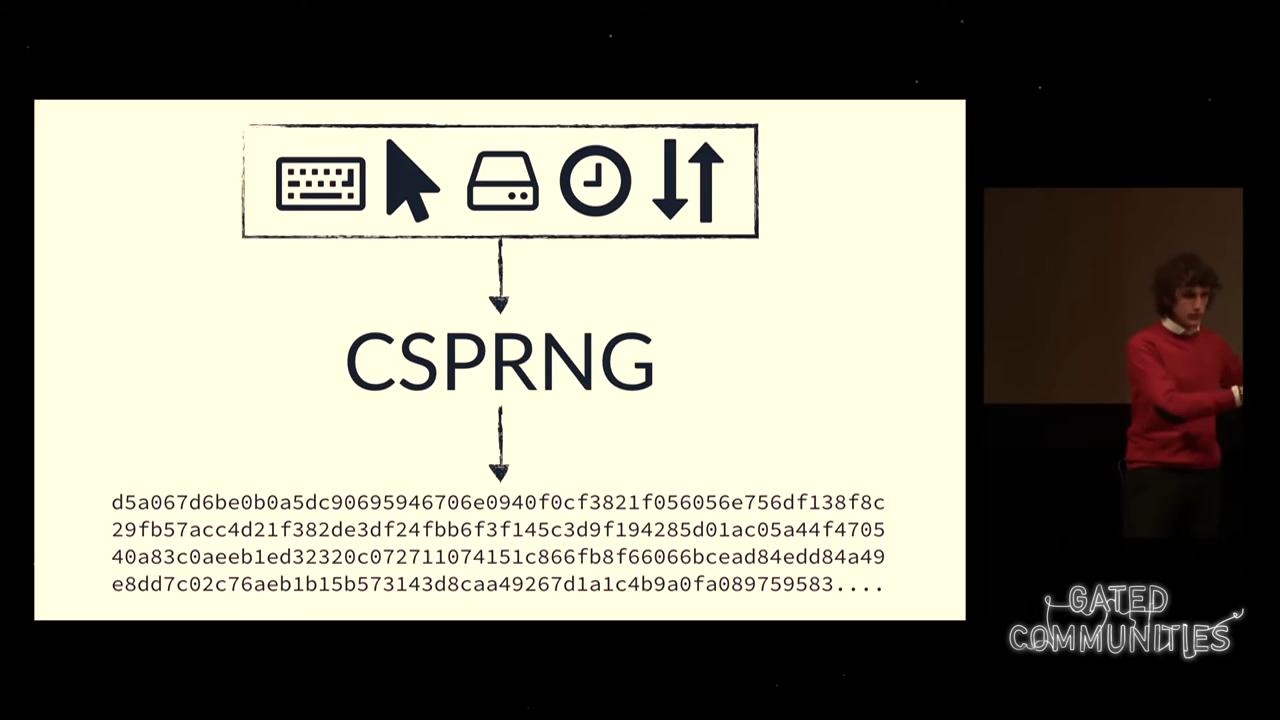 CSPRNG
d5a067d6be0b0a5dc90695946706e0940f0cf3821f056056e756df138f8c
29fb57acc4d21f382de3df24fbb6f3f145c3d9f194285d01ac05a44f4705
40a83c0aeeb1ed32320c072711074151c866fb8f66066bcead84edd84a49
e8dd7c02c76aeb1b15b573143d8caa49267d1a1c4b9a0fa089759583....
GATED
COMMUNITIES